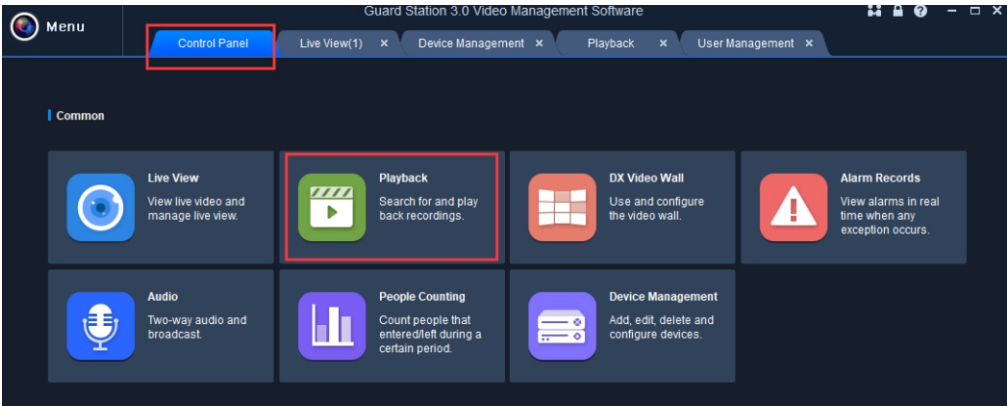 Guard Station 3.0 Video Management Software
Menu
Control Panel
Live View(1)
Device Management
Playback
User Management
Common
Live View
View live video and
manage live view.
Playback
Search for and play
back recordings.
DX Video Wall
Use and configure
the video wall.
Alarm Records
View alarms in real
time when any
exception occurs.
Audio
Two-way audio and
broadcast.
People Counting
Count people that
entered/left during a
certain period.
Device Management
Add, edit, delete and
configure devices.